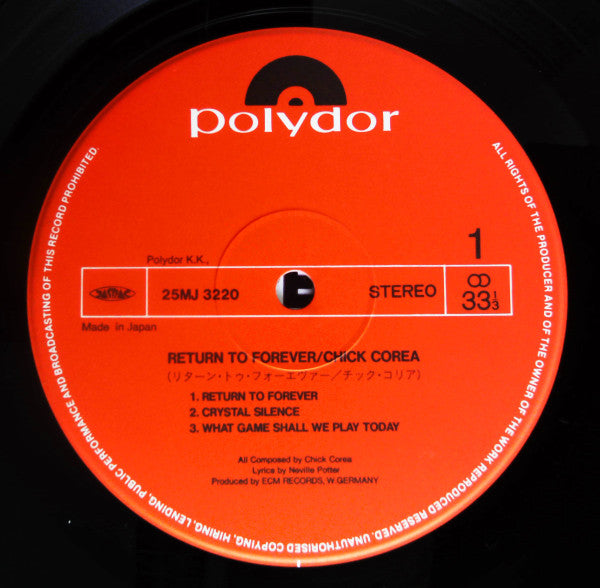 polydor
1
Polydor K.K.,
JASRAC
25MJ 3220
STEREO
33 1/3
Made in Japan
RETURN TO FOREVER/CHICK COREA
(リターン・トゥ・フォーエヴァー／チック・コリア)
1. RETURN TO FOREVER
2. CRYSTAL SILENCE
3. WHAT GAME SHALL WE PLAY TODAY
All Composed by Chick Corea
Lyrics by Neville Potter
Produced by ECM RECORDS, W.GERMANY
ALL RIGHTS OF THE PRODUCER AND OF THE OWNER OF THE WORK REPRODUCED RESERVED. UNAUTHORISED COPYING, HIRING, LENDING, PUBLIC PERFORMANCE AND BROADCASTING OF THIS RECORD PROHIBITED.